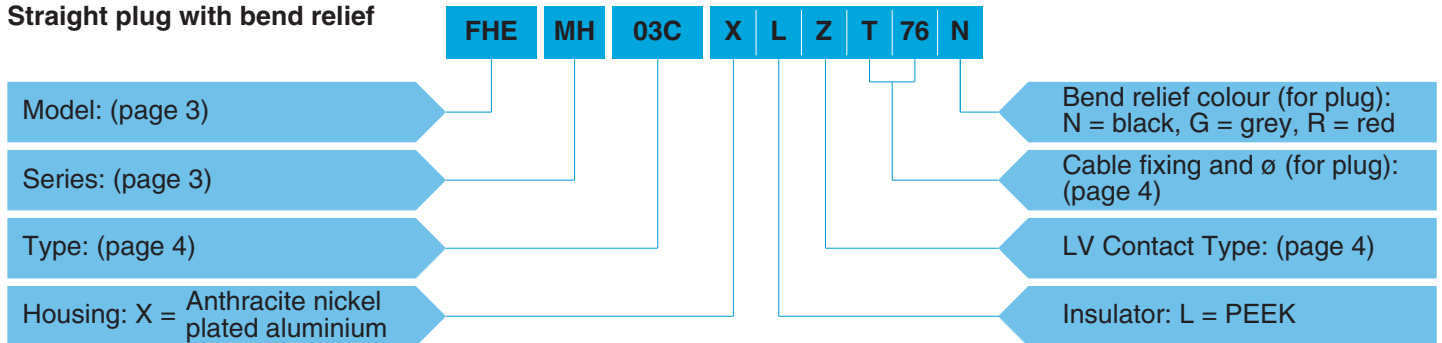 Straight plug with bend relief
FHE MH 03C X L Z T 76 N
Model: (page 3)
Series: (page 3)
Type: (page 4)
Housing: X = Anthracite nickel
plated aluminium
Bend relief colour (for plug):
N = black, G = grey, R = red
Cable fixing and ø (for plug):
(page 4)
LV Contact Type: (page 4)
Insulator: L = PEEK